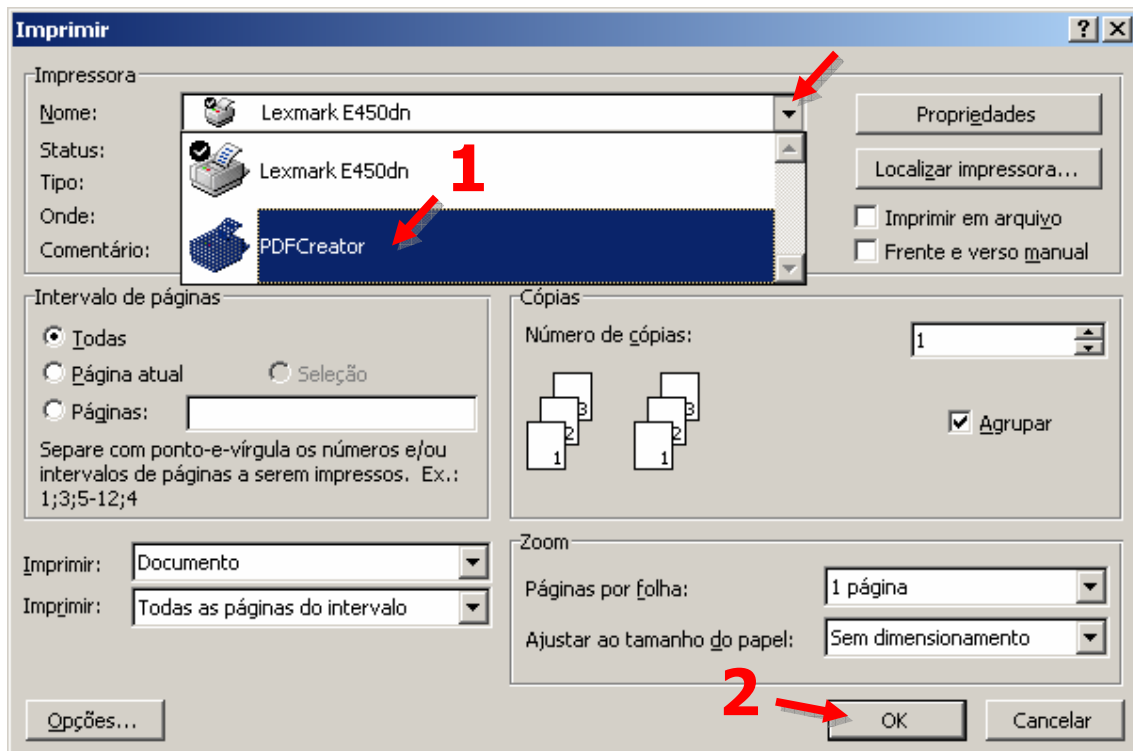 Imprimir
Impressora
Nome: Lexmark E450dn Propriedades
Status: Lexmark E450dn 1 Localizar impressora...
Tipo:
Onde: PDFCreator Imprimir em arquivo
Comentário: Frente e verso manual
Intervalo de páginas
Todas
Página atual Seleção
Páginas:
Separe com ponto-e-vírgula os números e/ou
intervalos de páginas a serem impressos. Ex.:
1;3;5-12;4
Cópias
Número de cópias: 1
3 3
2 2
1 1
Agrupar
Imprimir: Documento
Imprimir: Todas as páginas do intervalo
Zoom
Páginas por folha: 1 página
Ajustar ao tamanho do papel: Sem dimensionamento
Opções... 2 OK Cancelar